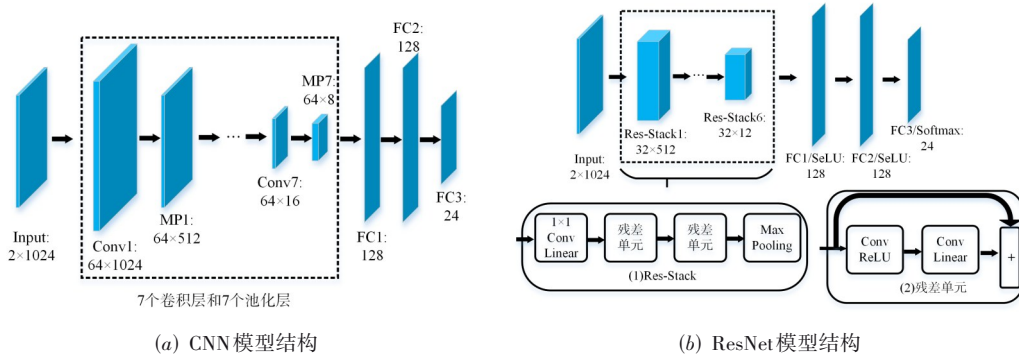 Input:
2×1024
Conv1:
64×1024
MP1:
64×512
...
Conv7:
64×16
MP7:
64×8
FC1:
128
FC2:
128
FC3:
24
7个卷积层和7个池化层
(a) CNN模型结构
Input:
2×1024
Res-Stack1:
32×512
...
Res-Stack6:
32×12
FC1/SeLU:
128
FC2/SeLU:
128
FC3/Softmax:
24
1×1
Conv
Linear
残差
单元
残差
单元
Max
Pooling
(1)Res-Stack
Conv
ReLU
Conv
Linear
+
(2)残差单元
(b) ResNet模型结构